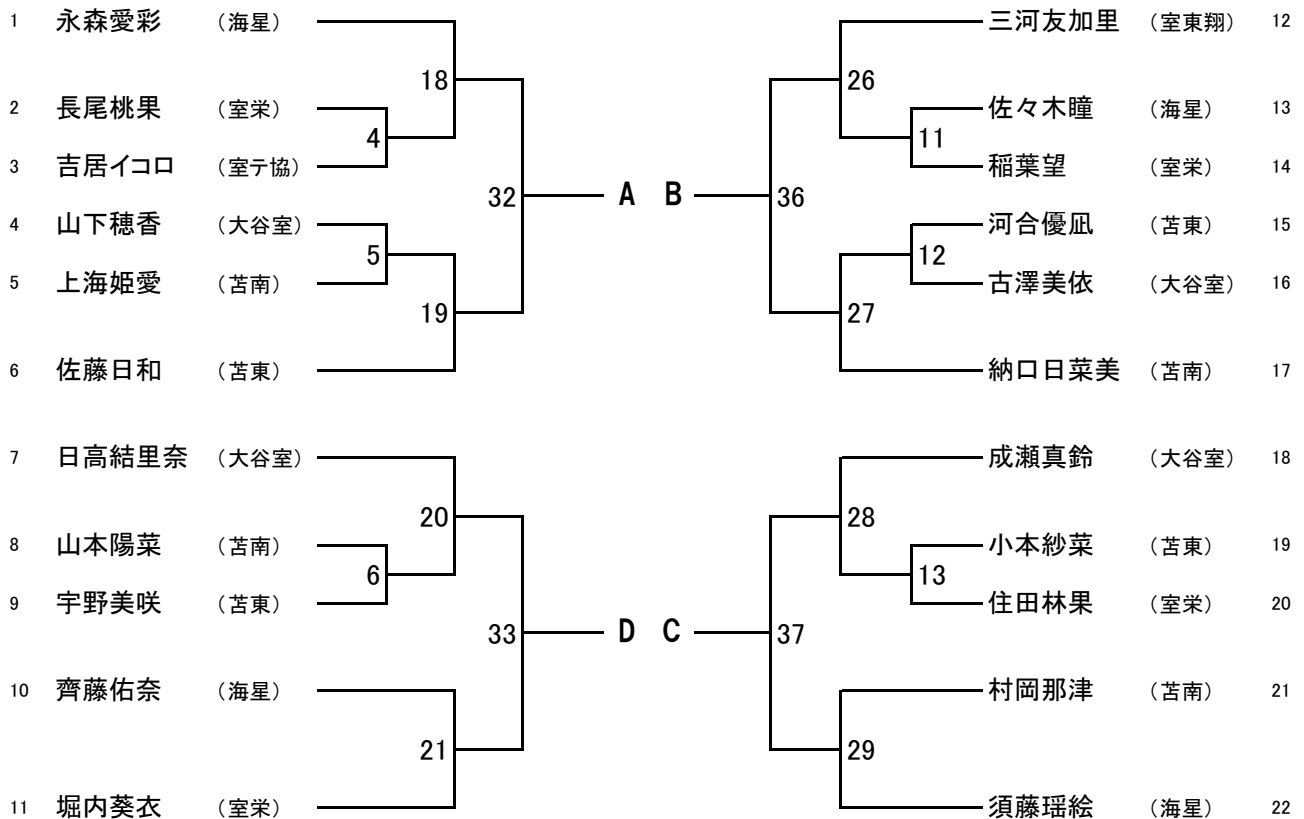 1 永森愛彩 （海星）
18
2 長尾桃果 （室栄）
4
3 吉居イコロ （室テ協）
32 A
4 山下穂香 （大谷室）
5
5 上海姫愛 （苫南）
19
6 佐藤日和 （苫東）
7 日高結里奈 （大谷室）
20
8 山本陽菜 （苫南）
6
9 宇野美咲 （苫東）
33 D
10 齊藤佑奈 （海星）
21
11 堀内葵衣 （室栄）
三河友加里 （室東翔） 12
26
佐々木瞳 （海星） 13
11
稲葉望 （室栄） 14
B 36
河合優凪 （苫東） 15
12
古澤美依 （大谷室） 16
27
納口日菜美 （苫南） 17
成瀬真鈴 （大谷室） 18
28
小本紗菜 （苫東） 19
13
住田林果 （室栄） 20
C 37
村岡那津 （苫南） 21
29
須藤瑶絵 （海星） 22